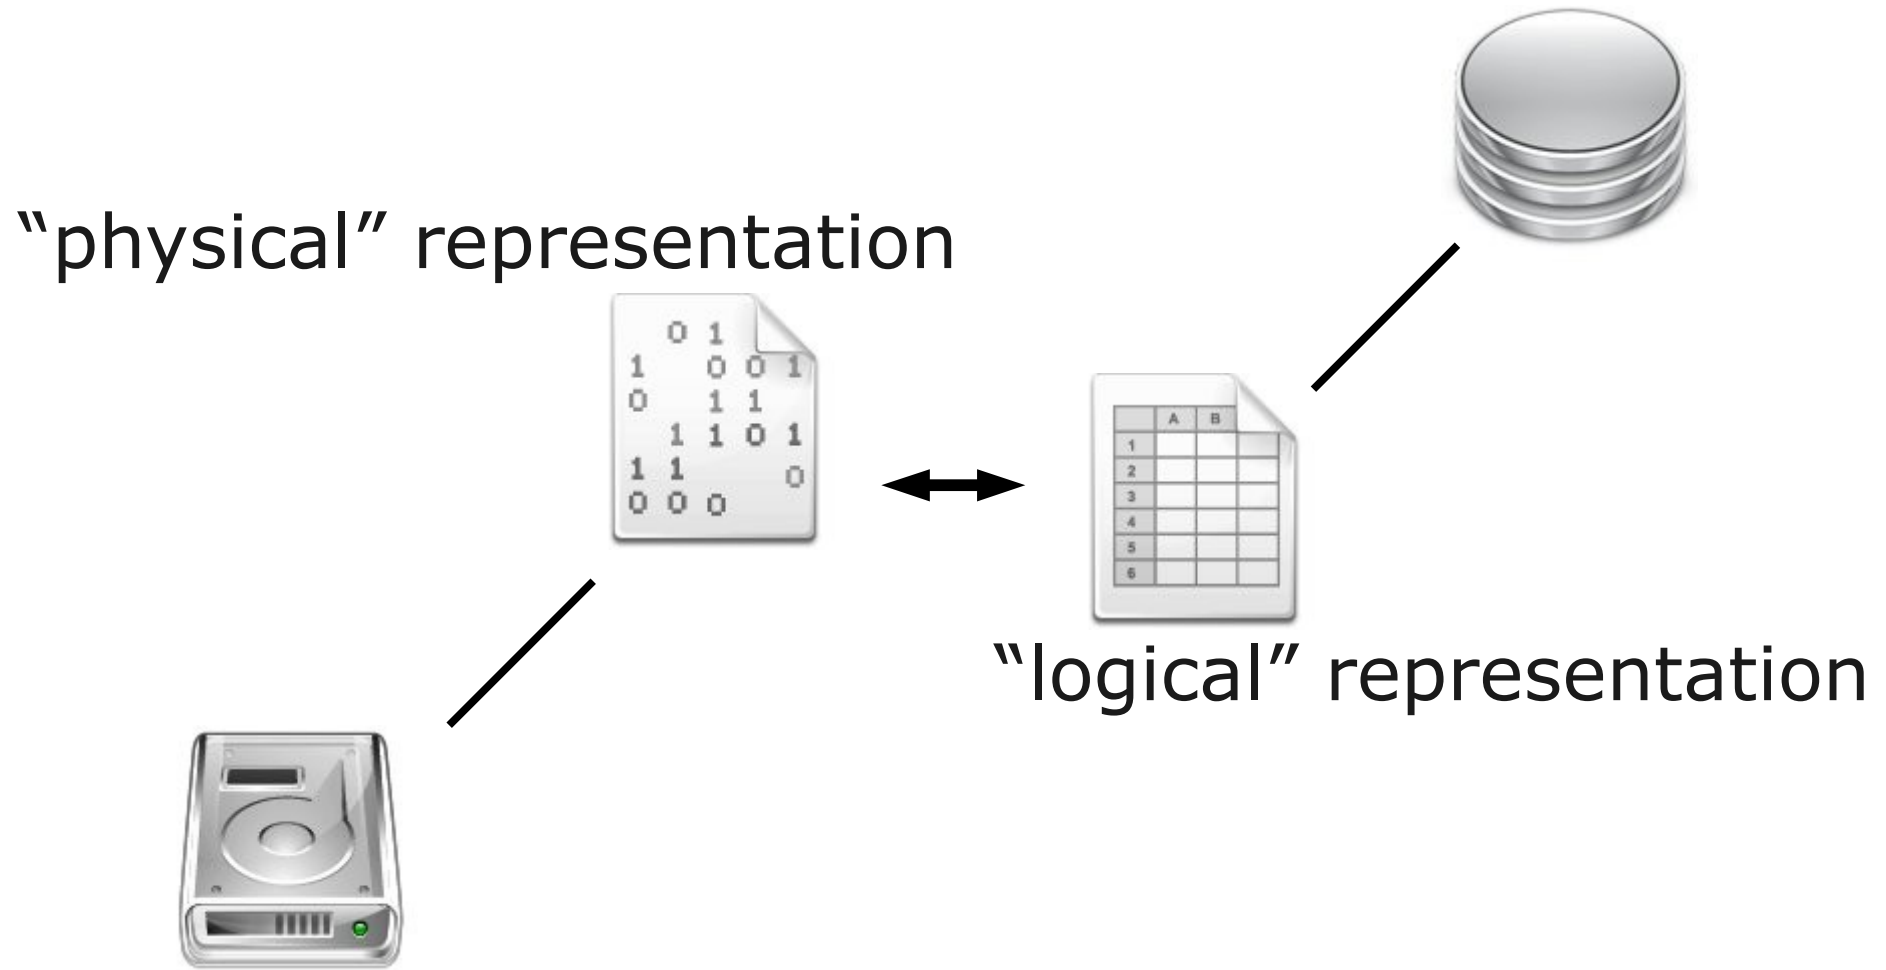 “physical” representation
0 1
1 0 0 1
0 1 1
1 1 0 1
1 1 0
0 0 0
A B
1
2
3
4
5
6
“logical” representation